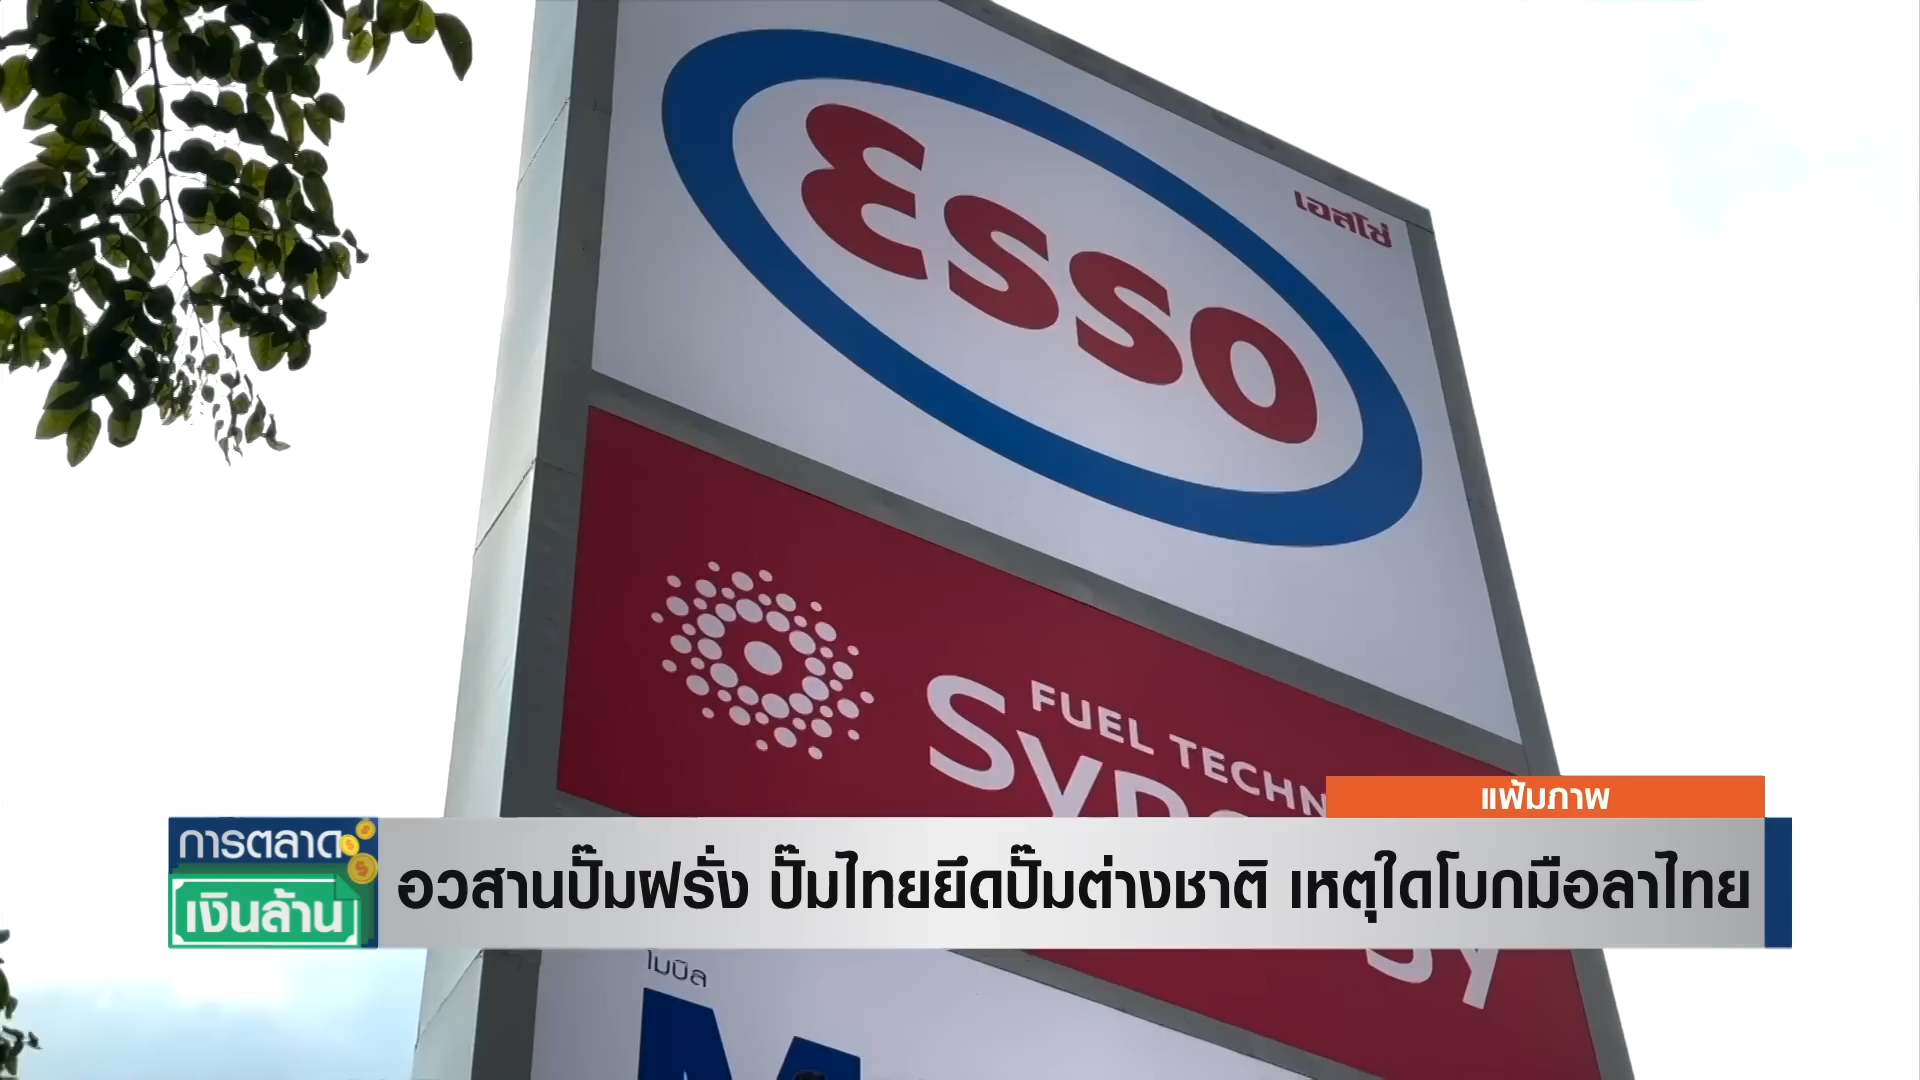 ESSO
เอสโซ่
FUEL TECHN
Sy
แฟ้มภาพ
การตลาด
เงินล้าน
อวสานปั๊มฝรั่ง ปั๊มไทยยึดปั๊มต่างชาติ เหตุใดโบกมือลาไทย
gy
โมบิล
M